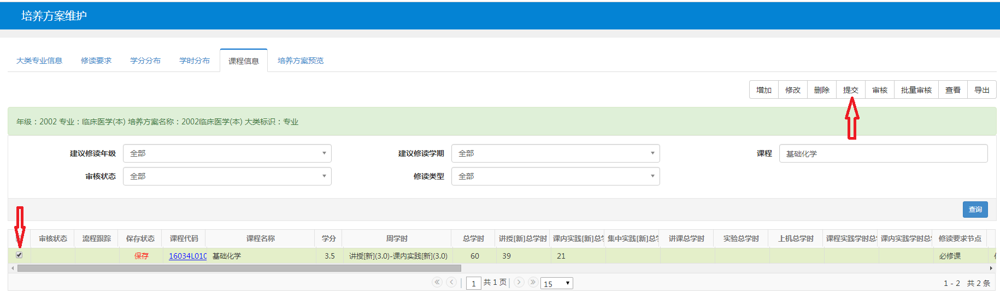 培养方案维护
大类专业信息 修读要求 学分分布 学时分布 课程信息 培养方案预览
增加 修改 删除 提交 审核 批量审核 查看 导出
年级：2002 专业：临床医学(本) 培养方案名称：2002临床医学(本) 大类标识：专业
建议修读年级 全部 建议修读学期 全部 课程 基础化学
审核状态 全部 修读类型 全部
查询
审核状态 流程跟踪 保存状态 课程代码 课程名称 学分 周学时 总学时 讲授[新]总学时 课内实践[新]总学 集中实践[新]总学 讲课总学时 实验总学时 上机总学时 课程实践学时总 课内实践学时总 修读要求节点
保存 16034L010 基础化学 3.5 讲授[新](3.0)-课内实践[新](3.0) 60 39 21 必修课
1 共 1 页 15 1 - 2 共 2 条